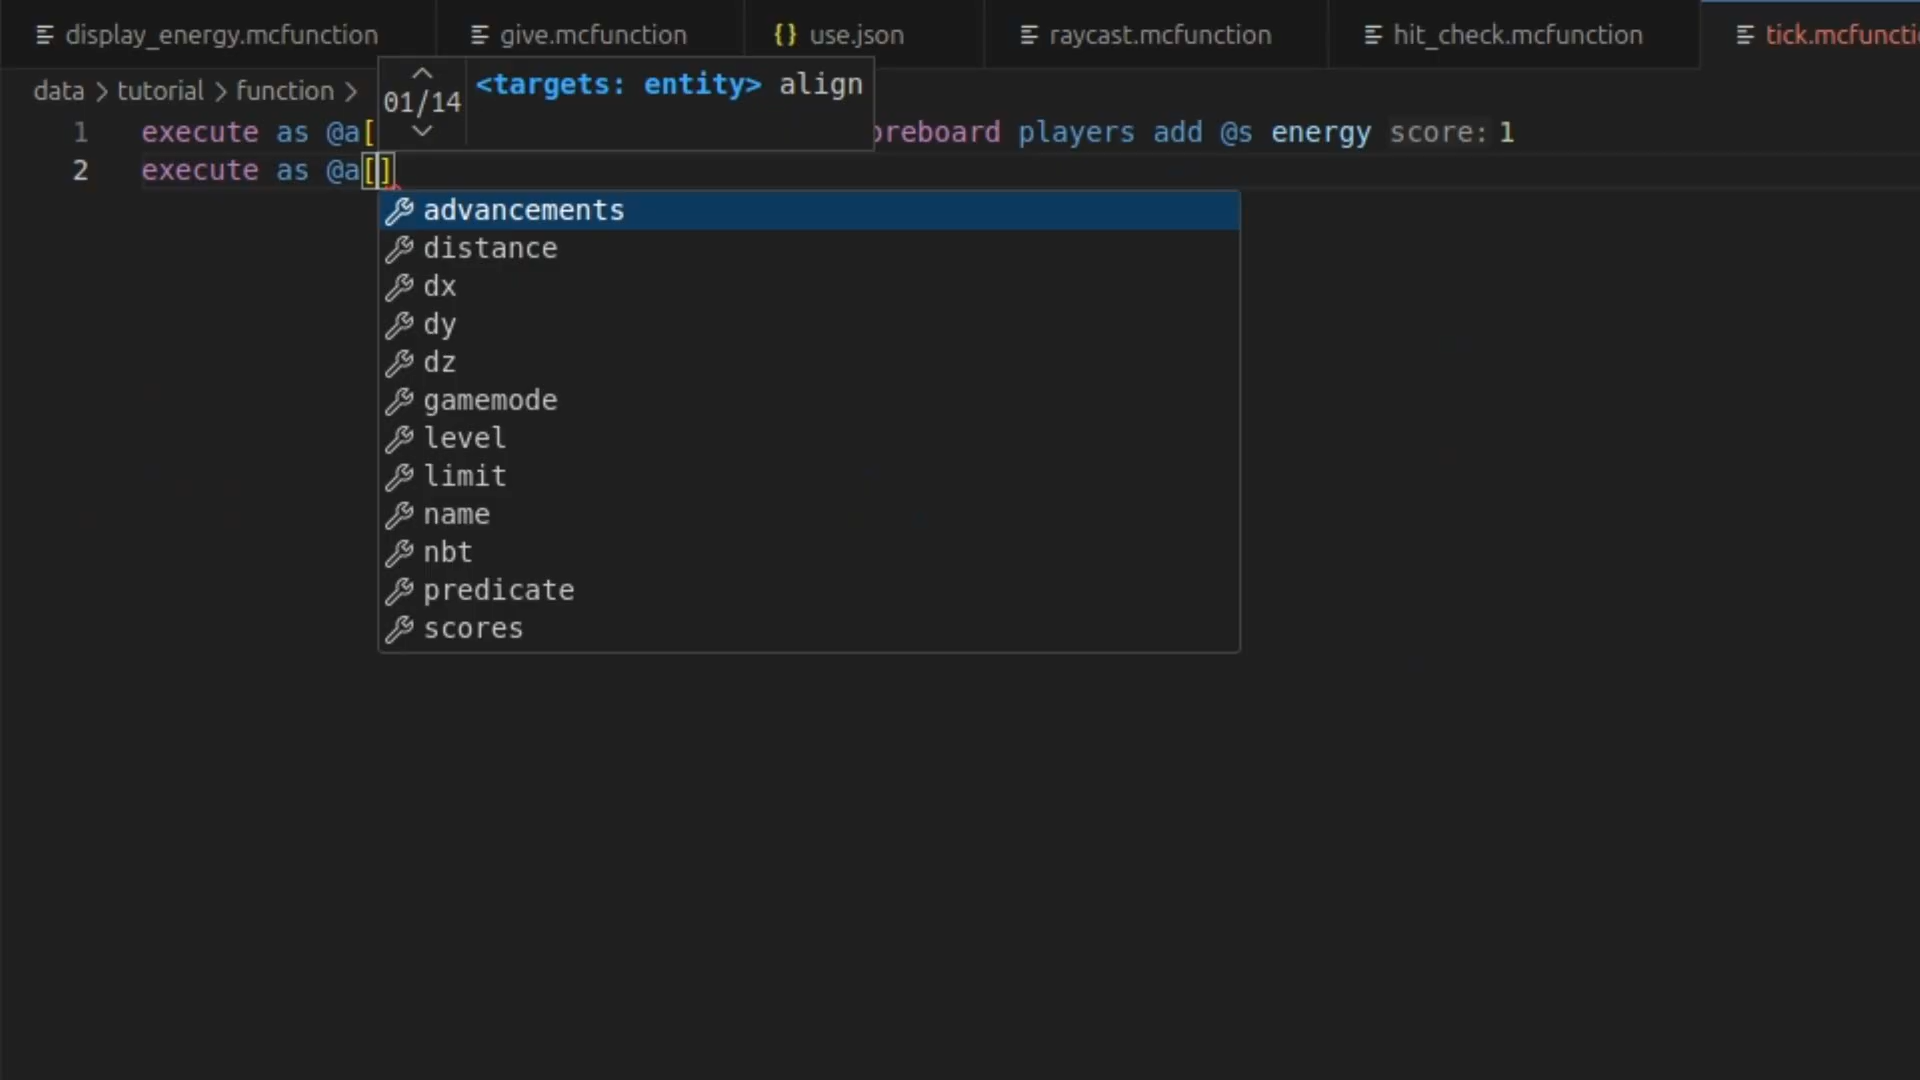 display_energy.mcfunction give.mcfunction {} use.json raycast.mcfunction hit_check.mcfunction tick.mcfuncti
data > tutorial > function >
01/14 <targets: entity> align
1 execute as @a[ oreboard players add @s energy score: 1
2 execute as @a[]
advancements
distance
dx
dy
dz
gamemode
level
limit
name
nbt
predicate
scores